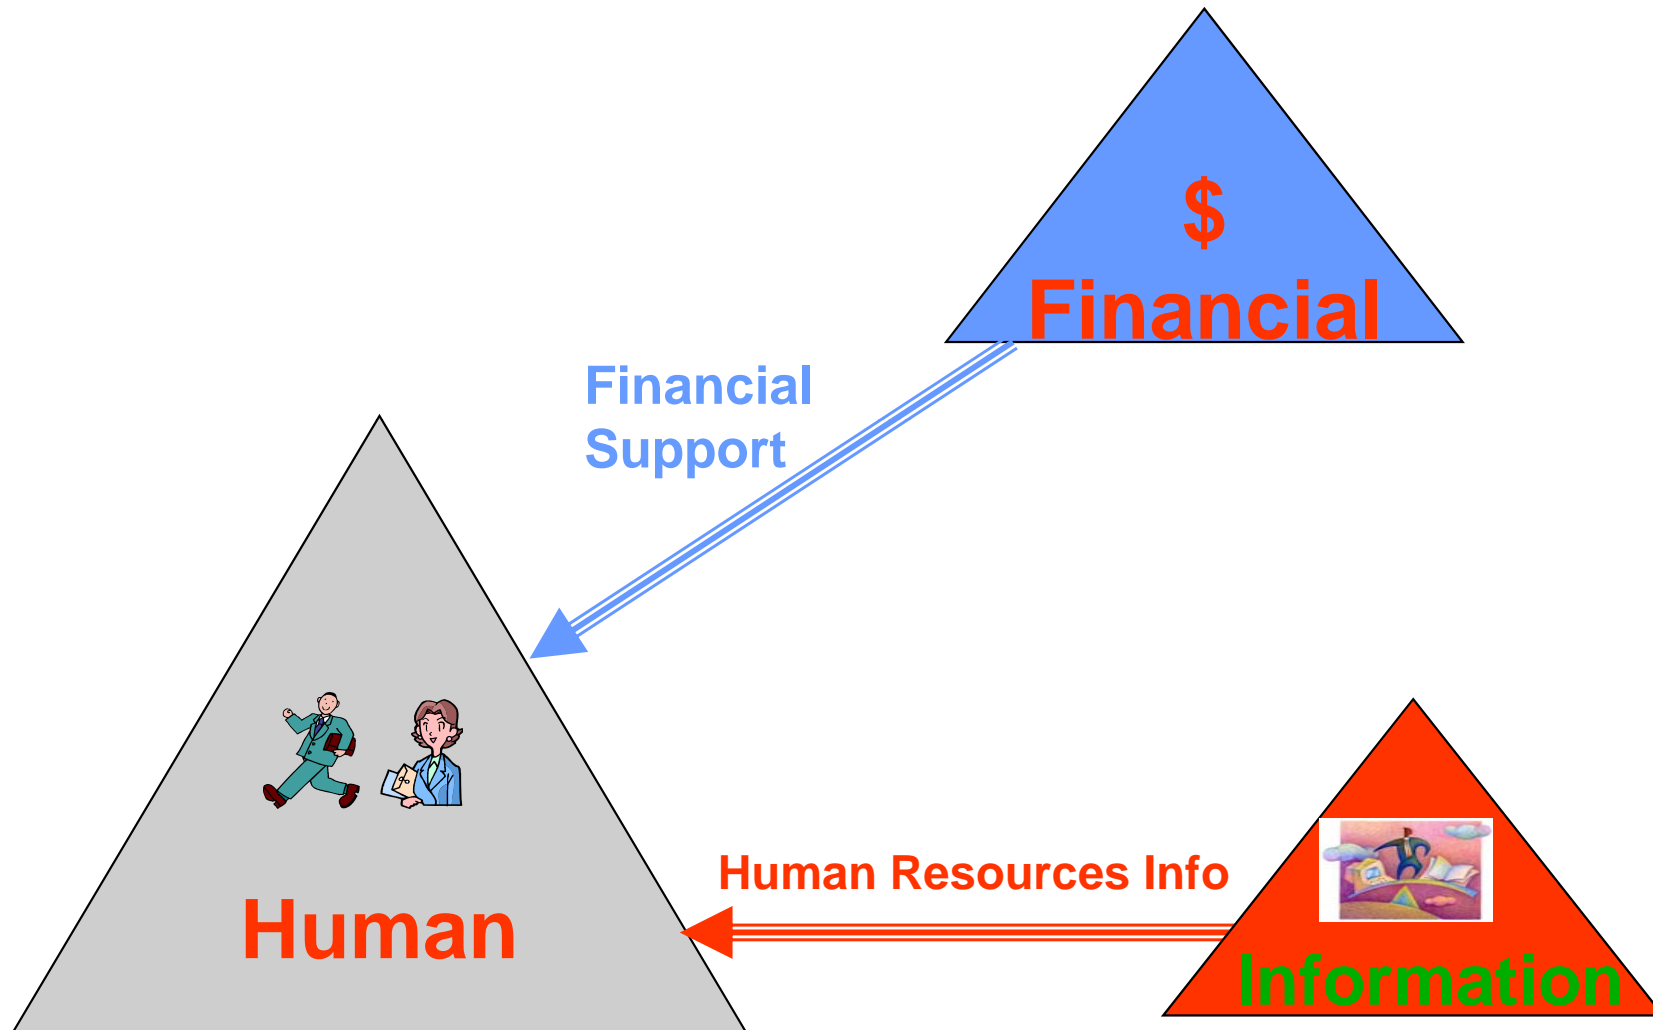 $
Financial
Financial
Support
Human Resources Info
Human
Information